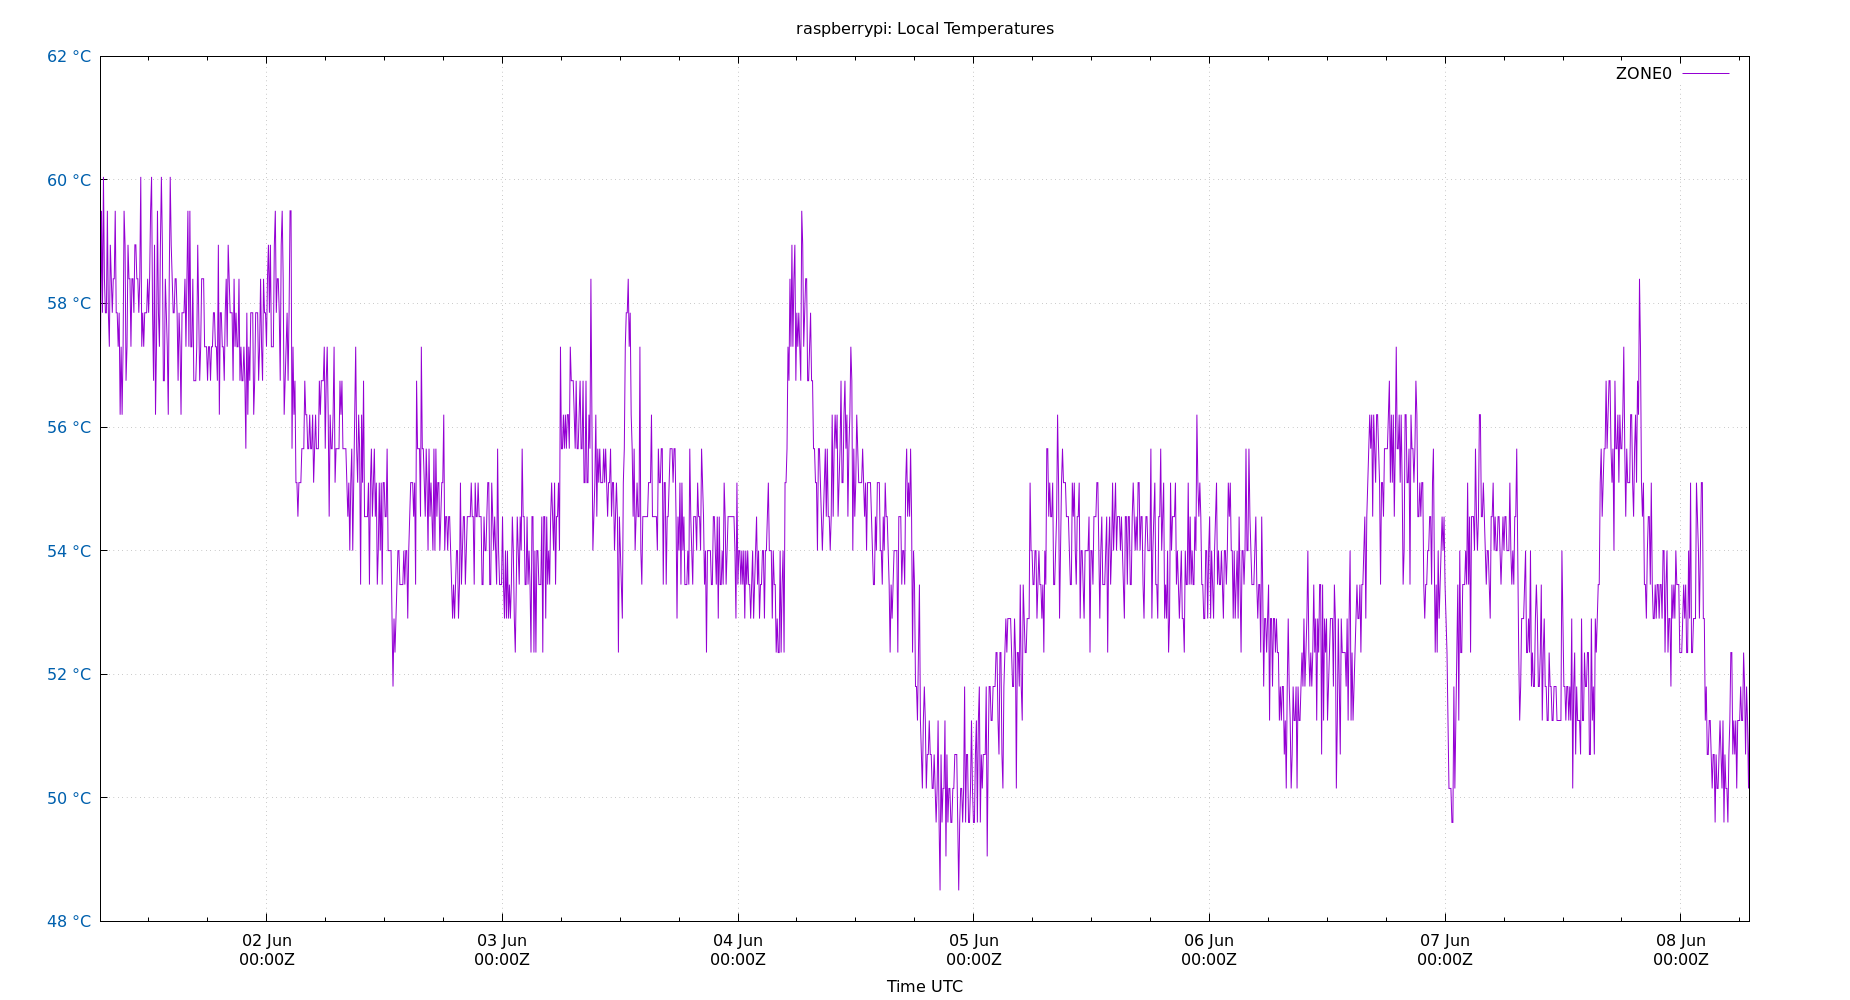 raspberrypi: Local Temperatures
62 °C
ZONE0
60 °C
58 °C
56 °C
54 °C
52 °C
50 °C
48 °C
02 Jun 03 Jun 04 Jun 05 Jun 06 Jun 07 Jun 08 Jun
00:00Z 00:00Z 00:00Z 00:00Z 00:00Z 00:00Z 00:00Z
Time UTC